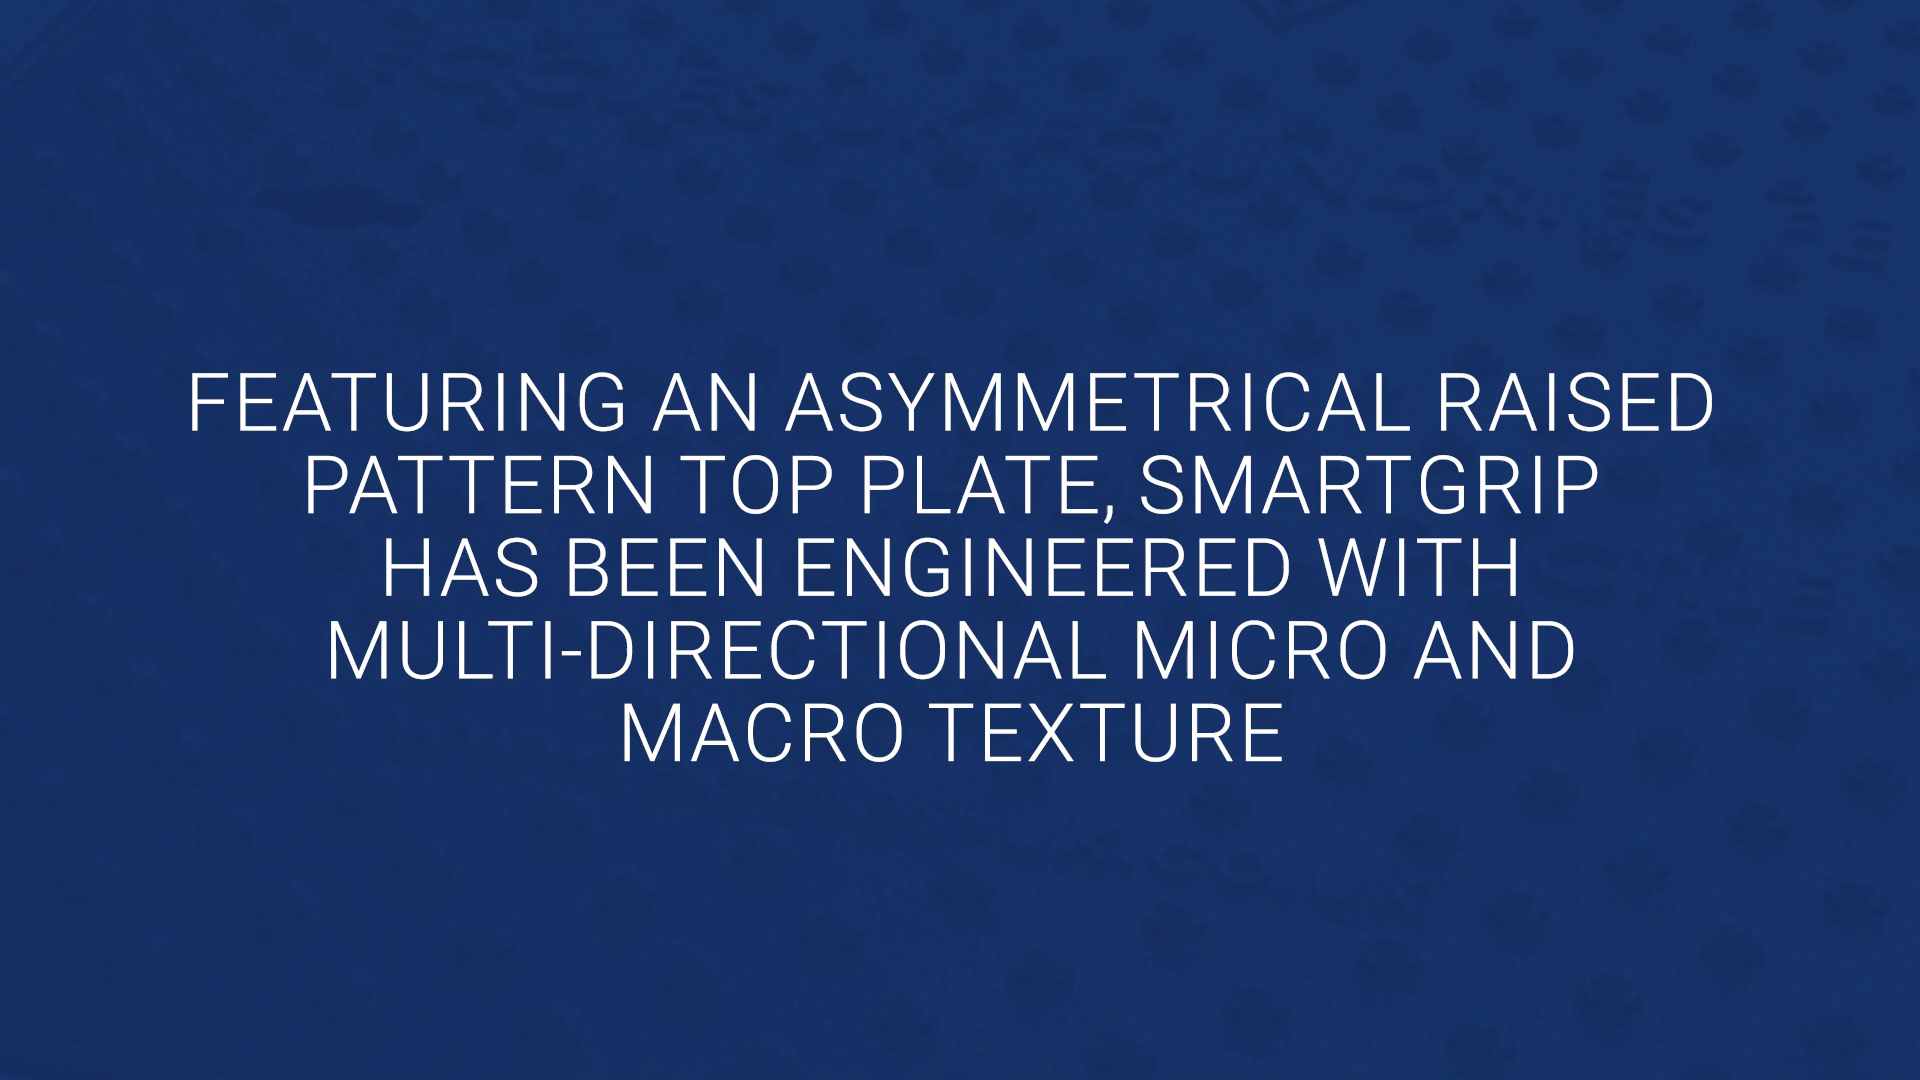 FEATURING AN ASYMMETRICAL RAISED
PATTERN TOP PLATE, SMARTGRIP
HAS BEEN ENGINEERED WITH
MULTI-DIRECTIONAL MICRO AND
MACRO TEXTURE